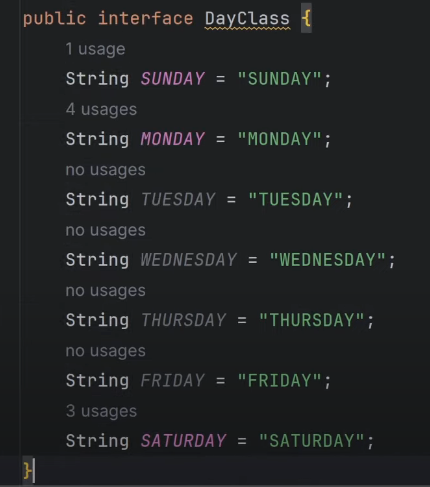 public interface DayClass {
1 usage
String SUNDAY = "SUNDAY";
4 usages
String MONDAY = "MONDAY";
no usages
String TUESDAY = "TUESDAY";
no usages
String WEDNESDAY = "WEDNESDAY";
no usages
String THURSDAY = "THURSDAY";
no usages
String FRIDAY = "FRIDAY";
3 usages
String SATURDAY = "SATURDAY";
}